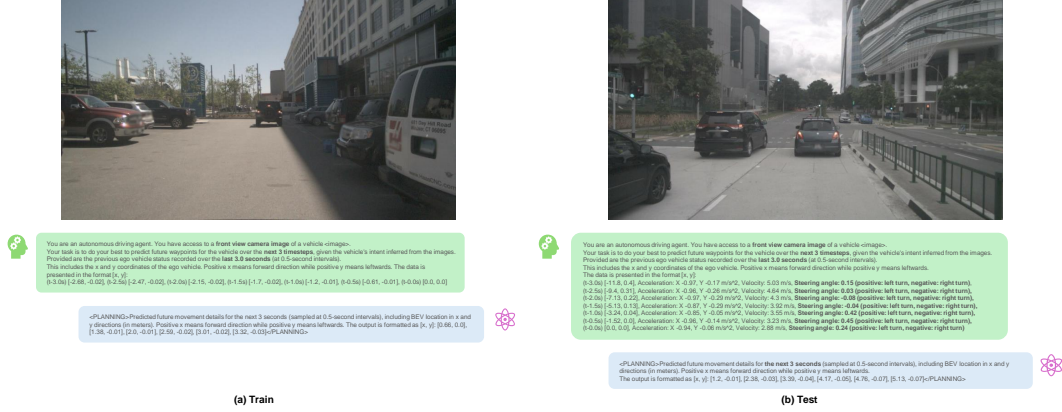 You are an autonomous driving agent. You have access to a front view camera image of a vehicle <image>.
Your task is to do your best to predict future waypoints for the vehicle over the next 3 timesteps, given the vehicle's intent inferred from the images.
Provided are the previous ego vehicle status recorded over the last 3.0 seconds (at 0.5-second intervals).
This includes the x and y coordinates of the ego vehicle. Positive x means forward direction while positive y means leftwards. The data is
presented in the format [x, y]:
(t-3.0s) [-2.68, -0.02], (t-2.5s) [-2.47, -0.02], (t-2.0s) [-2.15, -0.02], (t-1.5s) [-1.7, -0.02], (t-1.0s) [-1.2, -0.01], (t-0.5s) [-0.61, -0.01], (t-0.0s) [0.0, 0.0]
<PLANNING>Predicted future movement details for the next 3 seconds (sampled at 0.5-second intervals), including BEV location in x and
y directions (in meters). Positive x means forward direction while positive y means leftwards. The output is formatted as [x, y]: [0.66, 0.0],
[1.38, -0.01], [2.0, -0.01], [2.59, -0.02], [3.01, -0.02], [3.32, -0.03]</PLANNING>
(a) Train
You are an autonomous driving agent. You have access to a front view camera image of a vehicle <image>.
Your task is to do your best to predict future waypoints for the vehicle over the next 3 timesteps, given the vehicle's intent inferred from the images.
Provided are the previous ego vehicle status recorded over the last 3.0 seconds (at 0.5-second intervals).
This includes the x and y coordinates of the ego vehicle. Positive x means forward direction while positive y means leftwards.
The data is presented in the format [x, y]:
(t-3.0s) [-11.8, 0.4], Acceleration: X -0.97, Y -0.17 m/s^2, Velocity: 5.03 m/s, Steering angle: 0.15 (positive: left turn, negative: right turn),
(t-2.5s) [-9.4, 0.31], Acceleration: X -0.96, Y -0.26 m/s^2, Velocity: 4.64 m/s, Steering angle: 0.03 (positive: left turn, negative: right turn),
(t-2.0s) [-7.13, 0.22], Acceleration: X -0.97, Y -0.29 m/s^2, Velocity: 4.3 m/s, Steering angle: -0.08 (positive: left turn, negative: right turn),
(t-1.5s) [-5.13, 0.13], Acceleration: X -0.87, Y -0.29 m/s^2, Velocity: 3.92 m/s, Steering angle: -0.04 (positive: left turn, negative: right turn),
(t-1.0s) [-3.24, 0.04], Acceleration: X -0.85, Y -0.05 m/s^2, Velocity: 3.55 m/s, Steering angle: 0.42 (positive: left turn, negative: right turn),
(t-0.5s) [-1.52, 0.0], Acceleration: X -0.96, Y -0.14 m/s^2, Velocity: 3.23 m/s, Steering angle: 0.45 (positive: left turn, negative: right turn),
(t-0.0s) [0.0, 0.0], Acceleration: X -0.94, Y -0.06 m/s^2, Velocity: 2.88 m/s, Steering angle: 0.24 (positive: left turn, negative: right turn)
<PLANNING>Predicted future movement details for the next 3 seconds (sampled at 0.5-second intervals), including BEV location in x and y
directions (in meters). Positive x means forward direction while positive y means leftwards.
The output is formatted as [x, y]: [1.2, -0.01], [2.38, -0.03], [3.39, -0.04], [4.17, -0.05], [4.76, -0.07], [5.13, -0.07]</PLANNING>
(b) Test